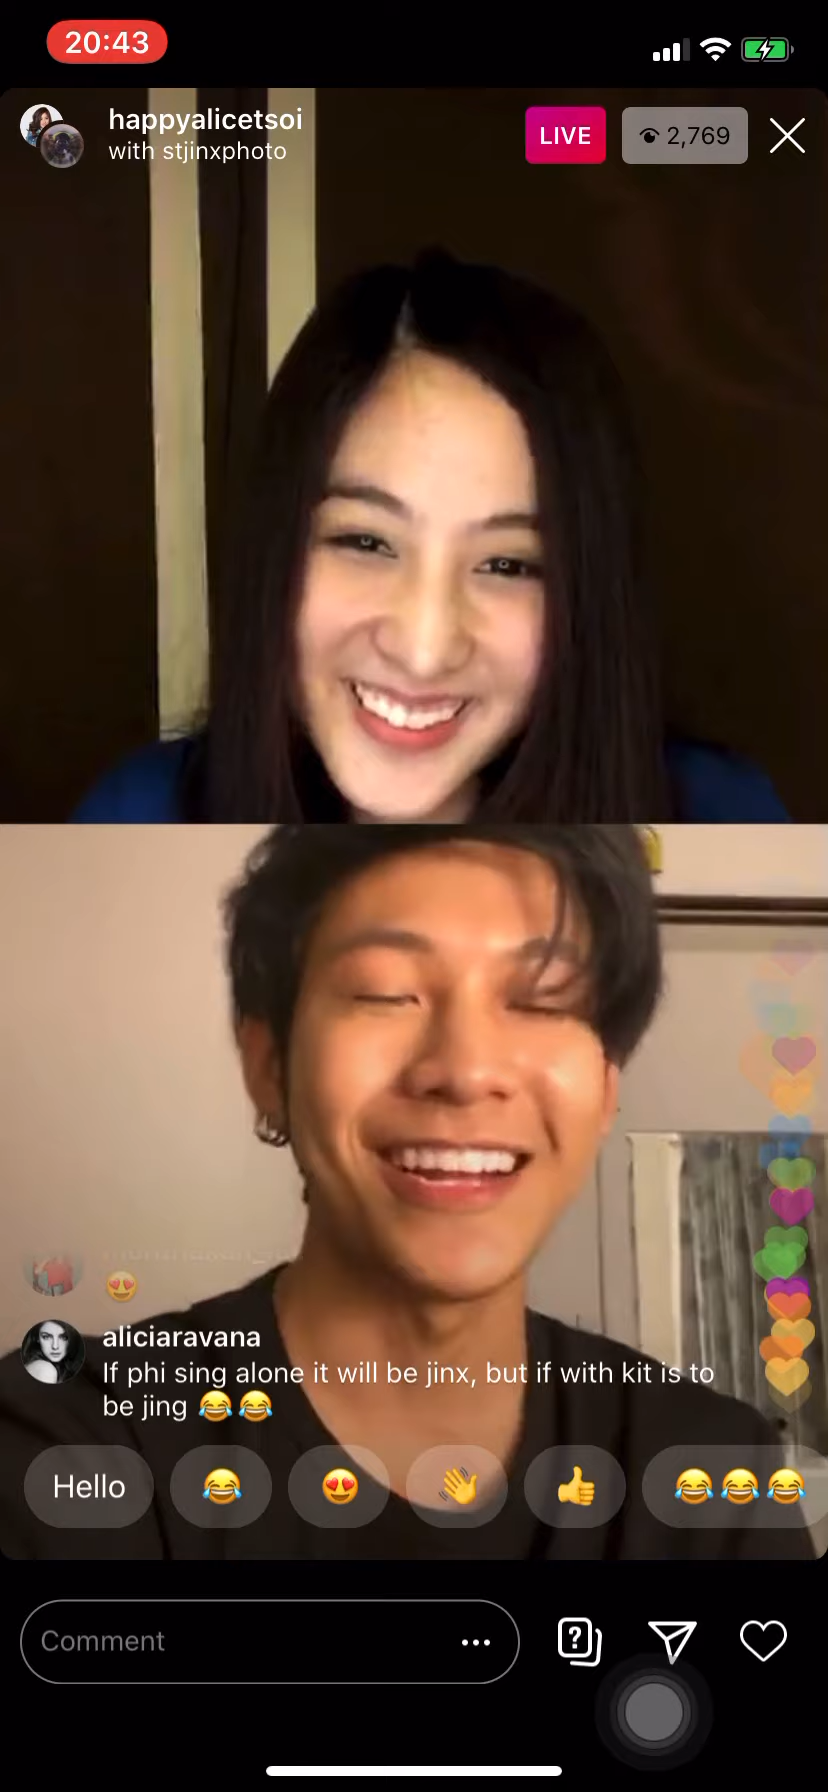 20:43
happyalicetsoi
with stjinxphoto
LIVE
2,769
😍
aliciaravana
If phi sing alone it will be jinx, but if with kit is to
be jing 😂😂
Hello 😂 😍 👋 👍 😂😂😂
Comment